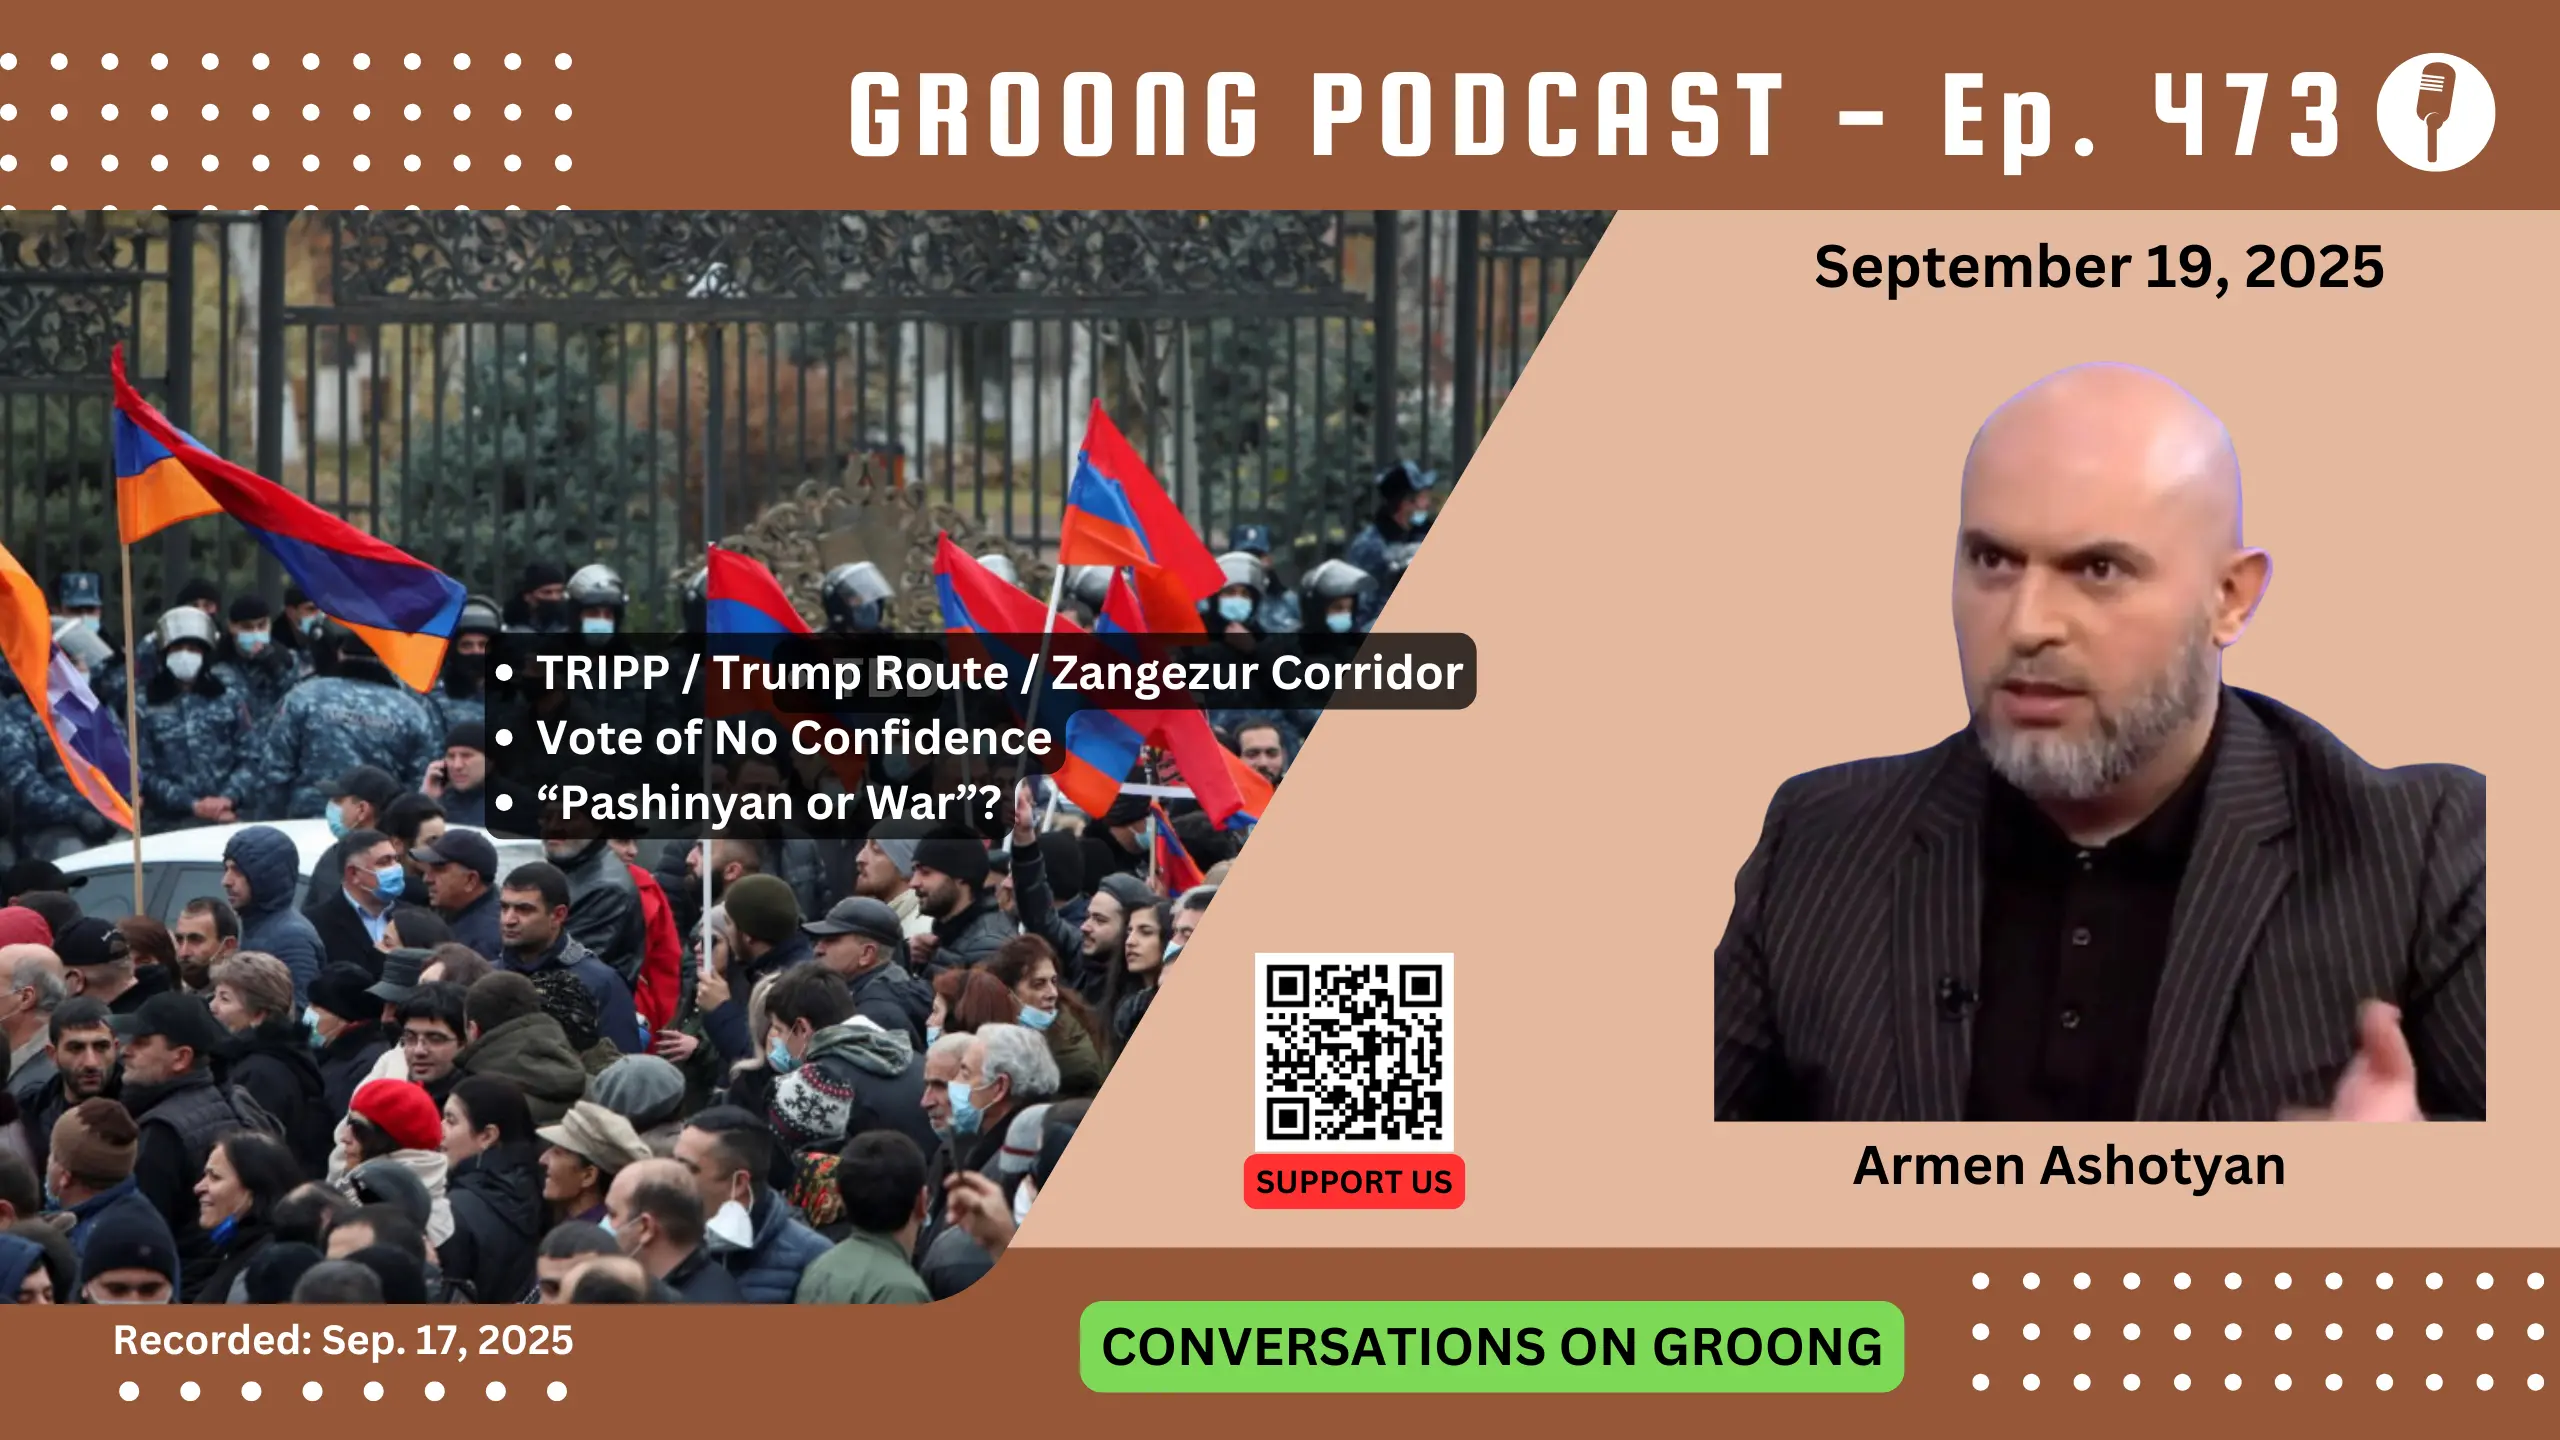 GROONG PODCAST - Ep. 473
September 19, 2025
• TRIPP / Trump Route / Zangezur Corridor
• Vote of No Confidence
• “Pashinyan or War”?
SUPPORT US
Armen Ashotyan
Recorded: Sep. 17, 2025
CONVERSATIONS ON GROONG